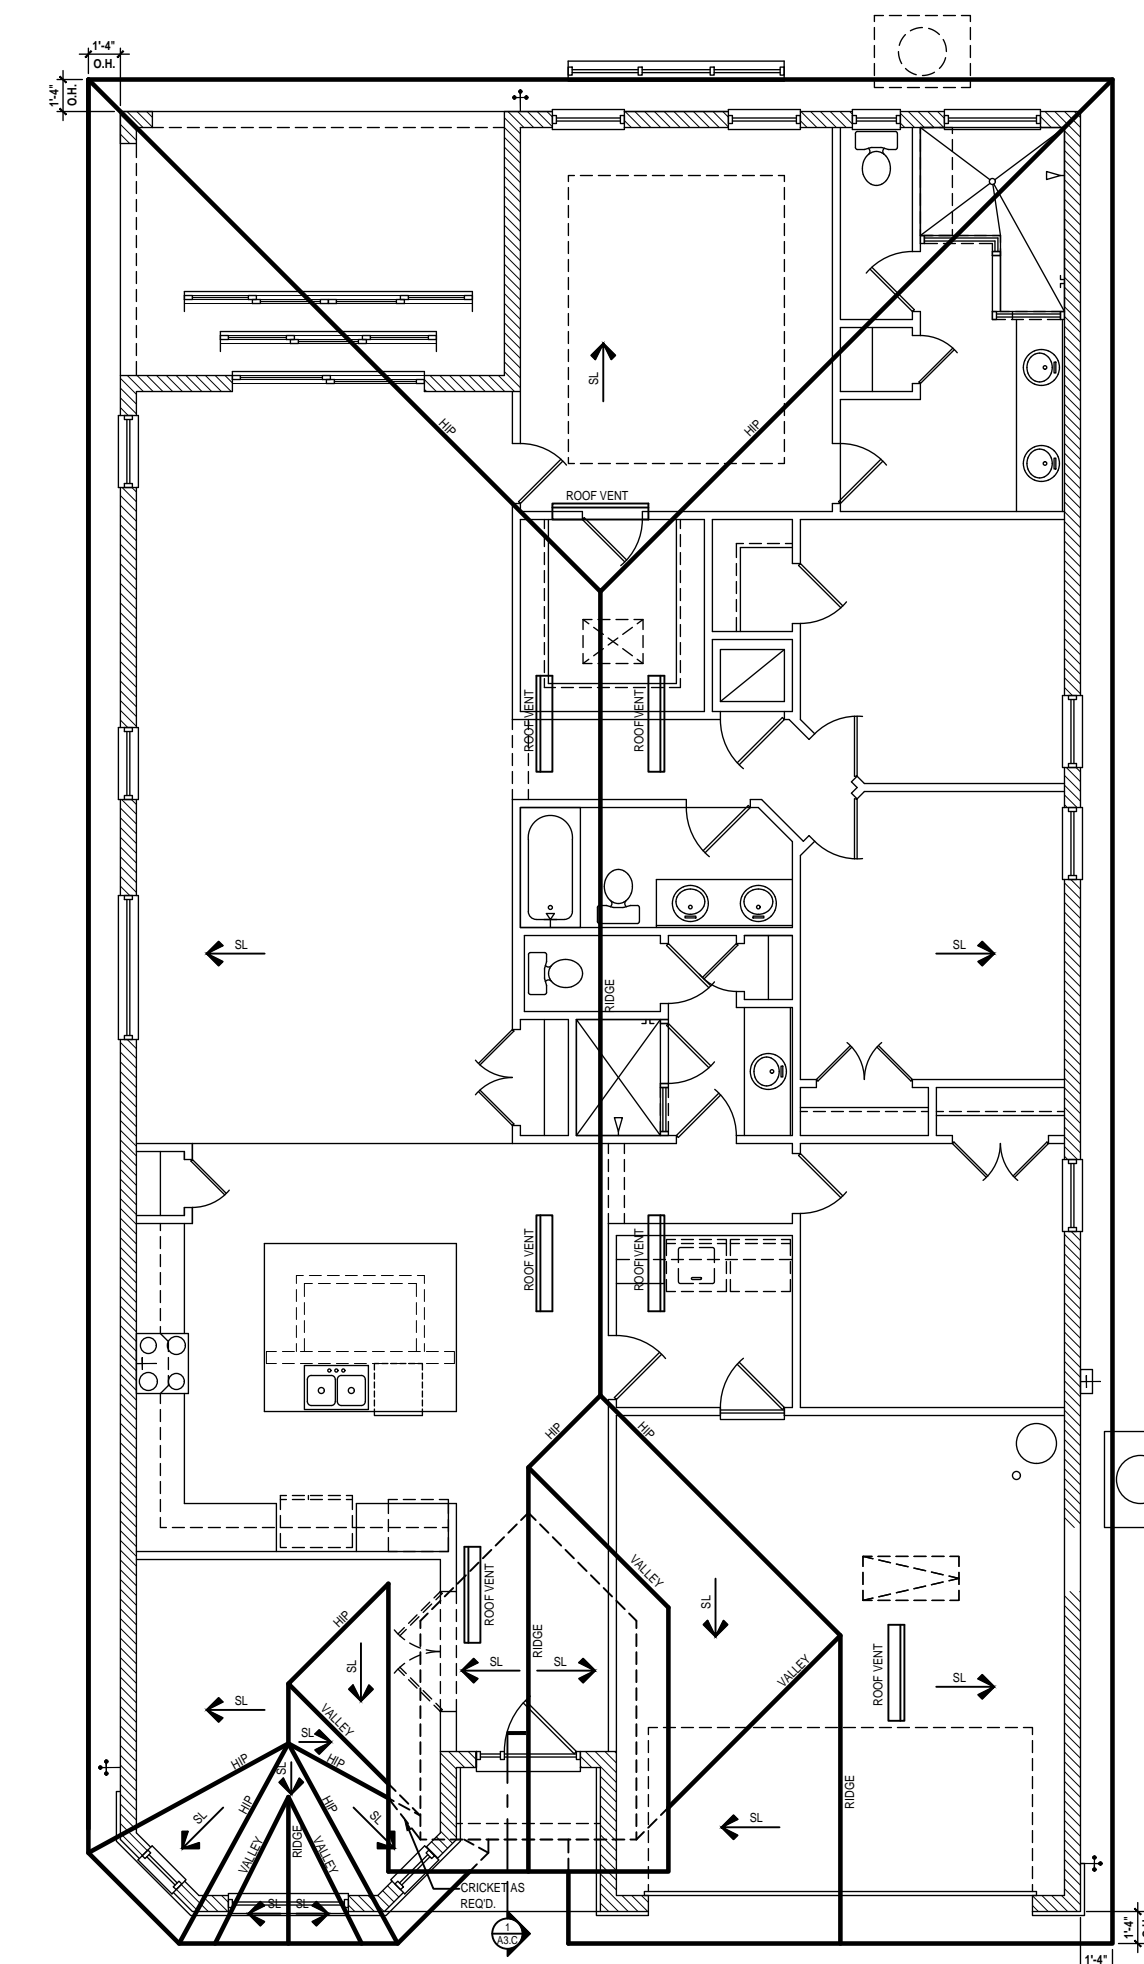 1'-4"
O.H.
1'-4"
O.H.
HIP
SL
HIP
ROOF VENT
ROOF VENT
ROOF VENT
SL
SL
RIDGE
ROOF VENT
ROOF VENT
HIP
HIP
ROOF VENT
VALLEY
SL
HIP
RIDGE
SL
SL
SL
VALLEY
ROOF VENT
SL
SL
VALLEY
SL
HIP
HIP
SL
HIP
HIP
SL
SL
SL
RIDGE
VALLEY
RIDGE
VALLEY
CRICKET AS
REQ'D.
SL
SL
1
A3.C
1'-4"
1'-4"